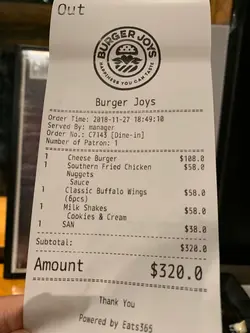 Out
BURGER JOYS
HAPPINESS YOU CAN TASTE
Burger Joys
Order Time: 2018-11-27 18:49:18
Served By: manager
Order No.: C7143 [Dine-in]
Number of Patron: 1
1 Cheese Burger $108.0
1 Southern Fried Chicken $58.0
Nuggets
Sauce
1 Classic Buffalo Wings $58.0
(6pcs)
1 Milk Shakes $58.0
Cookies & Cream
1 SAN $38.0
Subtotal: $320.0
Amount $320.0
Thank You
Powered by Eats365